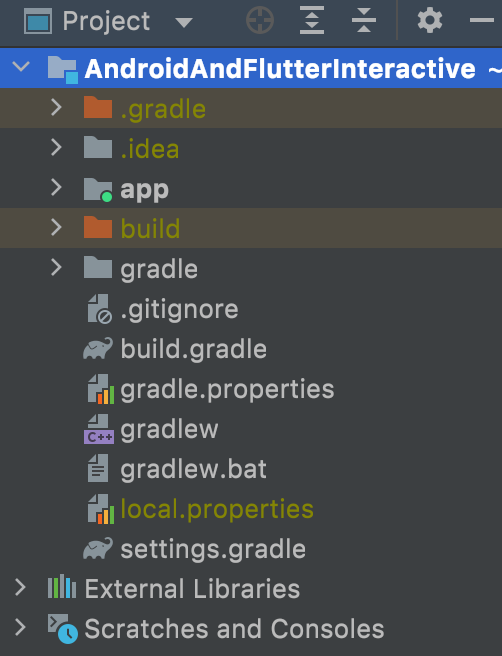 Project
AndroidAndFlutterInteractive ~
.gradle
.idea
app
build
gradle
.gitignore
build.gradle
gradle.properties
C++ gradlew
gradlew.bat
local.properties
settings.gradle
External Libraries
Scratches and Consoles